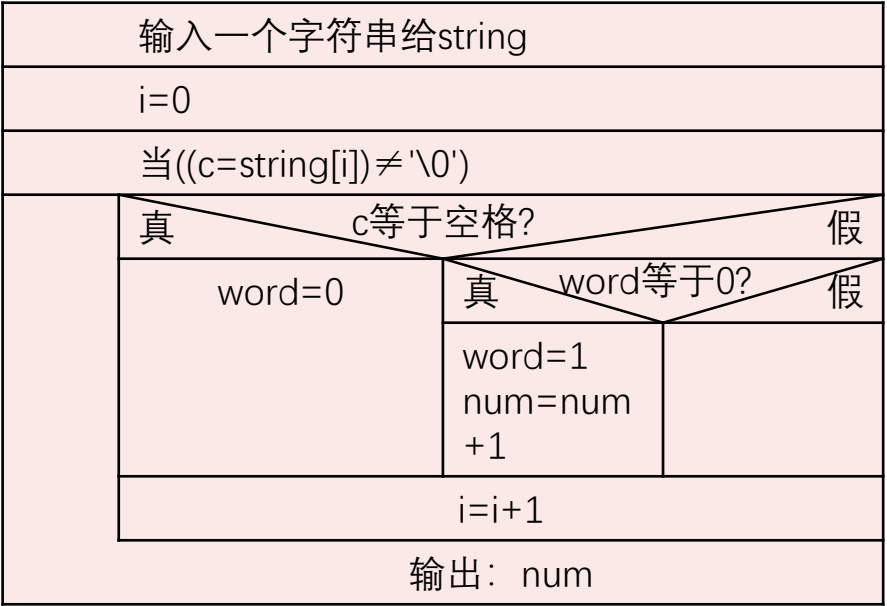 输入一个字符串给string
i=0
当((c=string[i])≠'\0')
真
c等于空格?
假
word=0
真
word等于0?
假
word=1
num=num
+1
i=i+1
输出：num